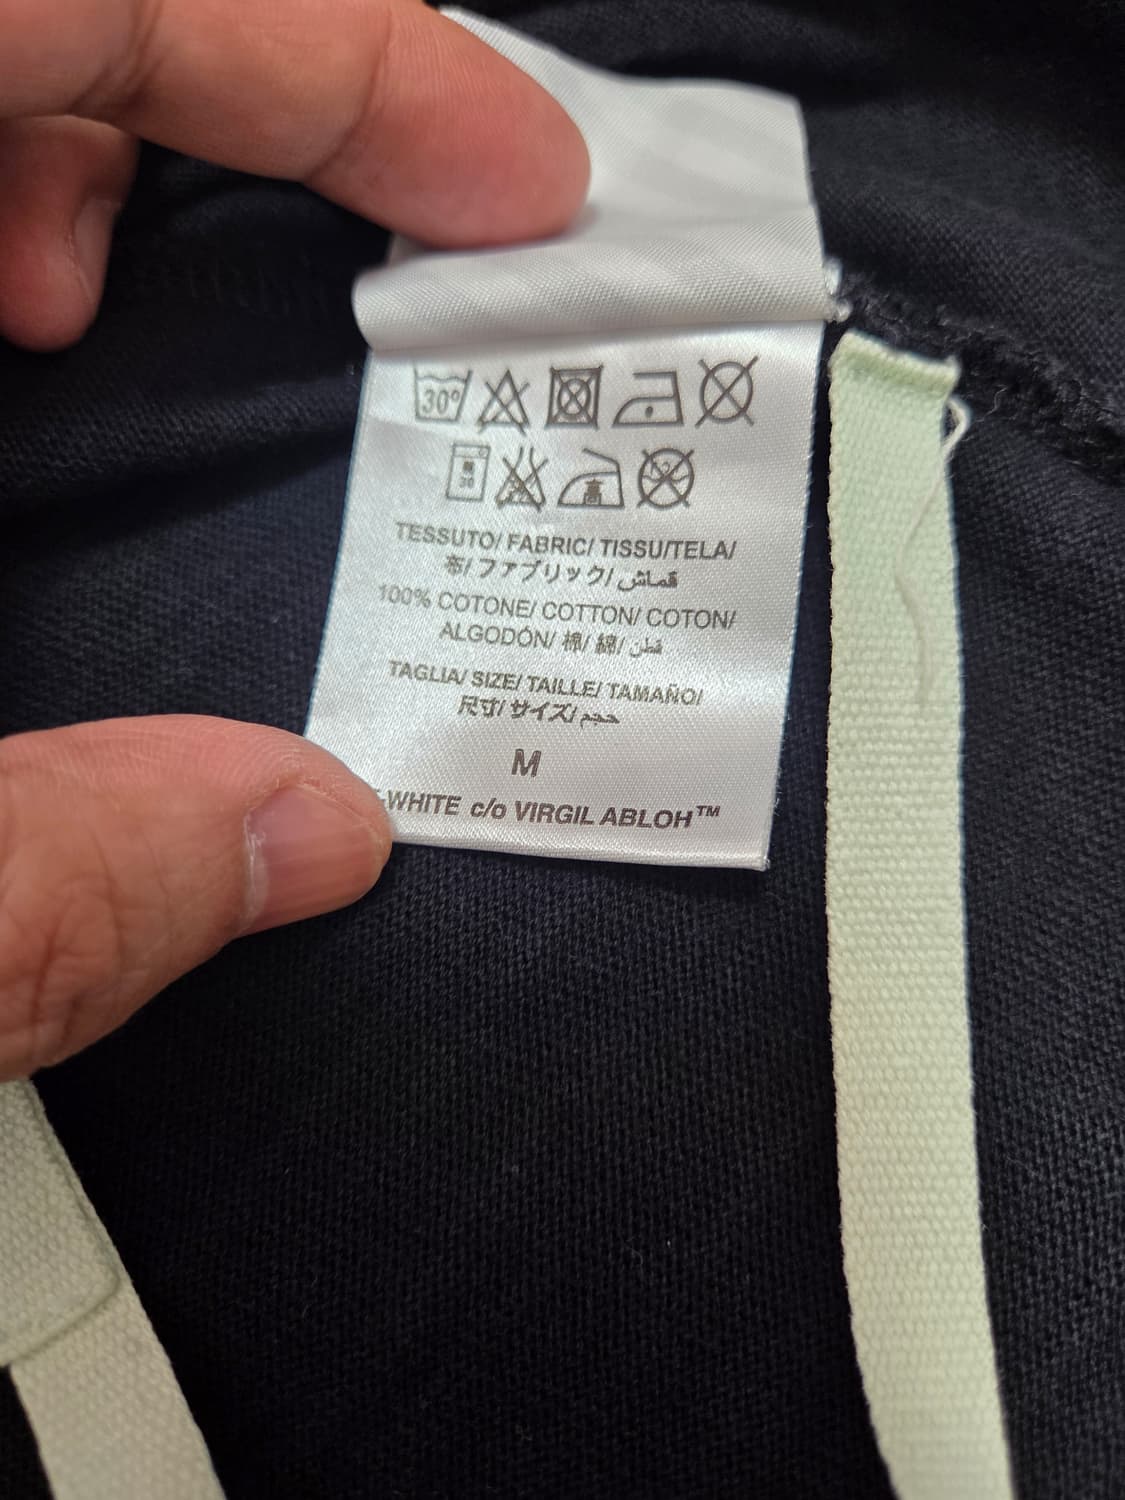 30°
30
高
TESSUTO/ FABRIC/ TISSU/TELA/
布/ファブリック/قماش
100% COTONE/ COTTON/ COTON/
ALGODÓN/ 棉/ 綿/ قطن
TAGLIA/ SIZE/ TAILLE/ TAMAÑO/
尺寸/ サイズ/ حجم
M
-WHITE c/o VIRGIL ABLOH™